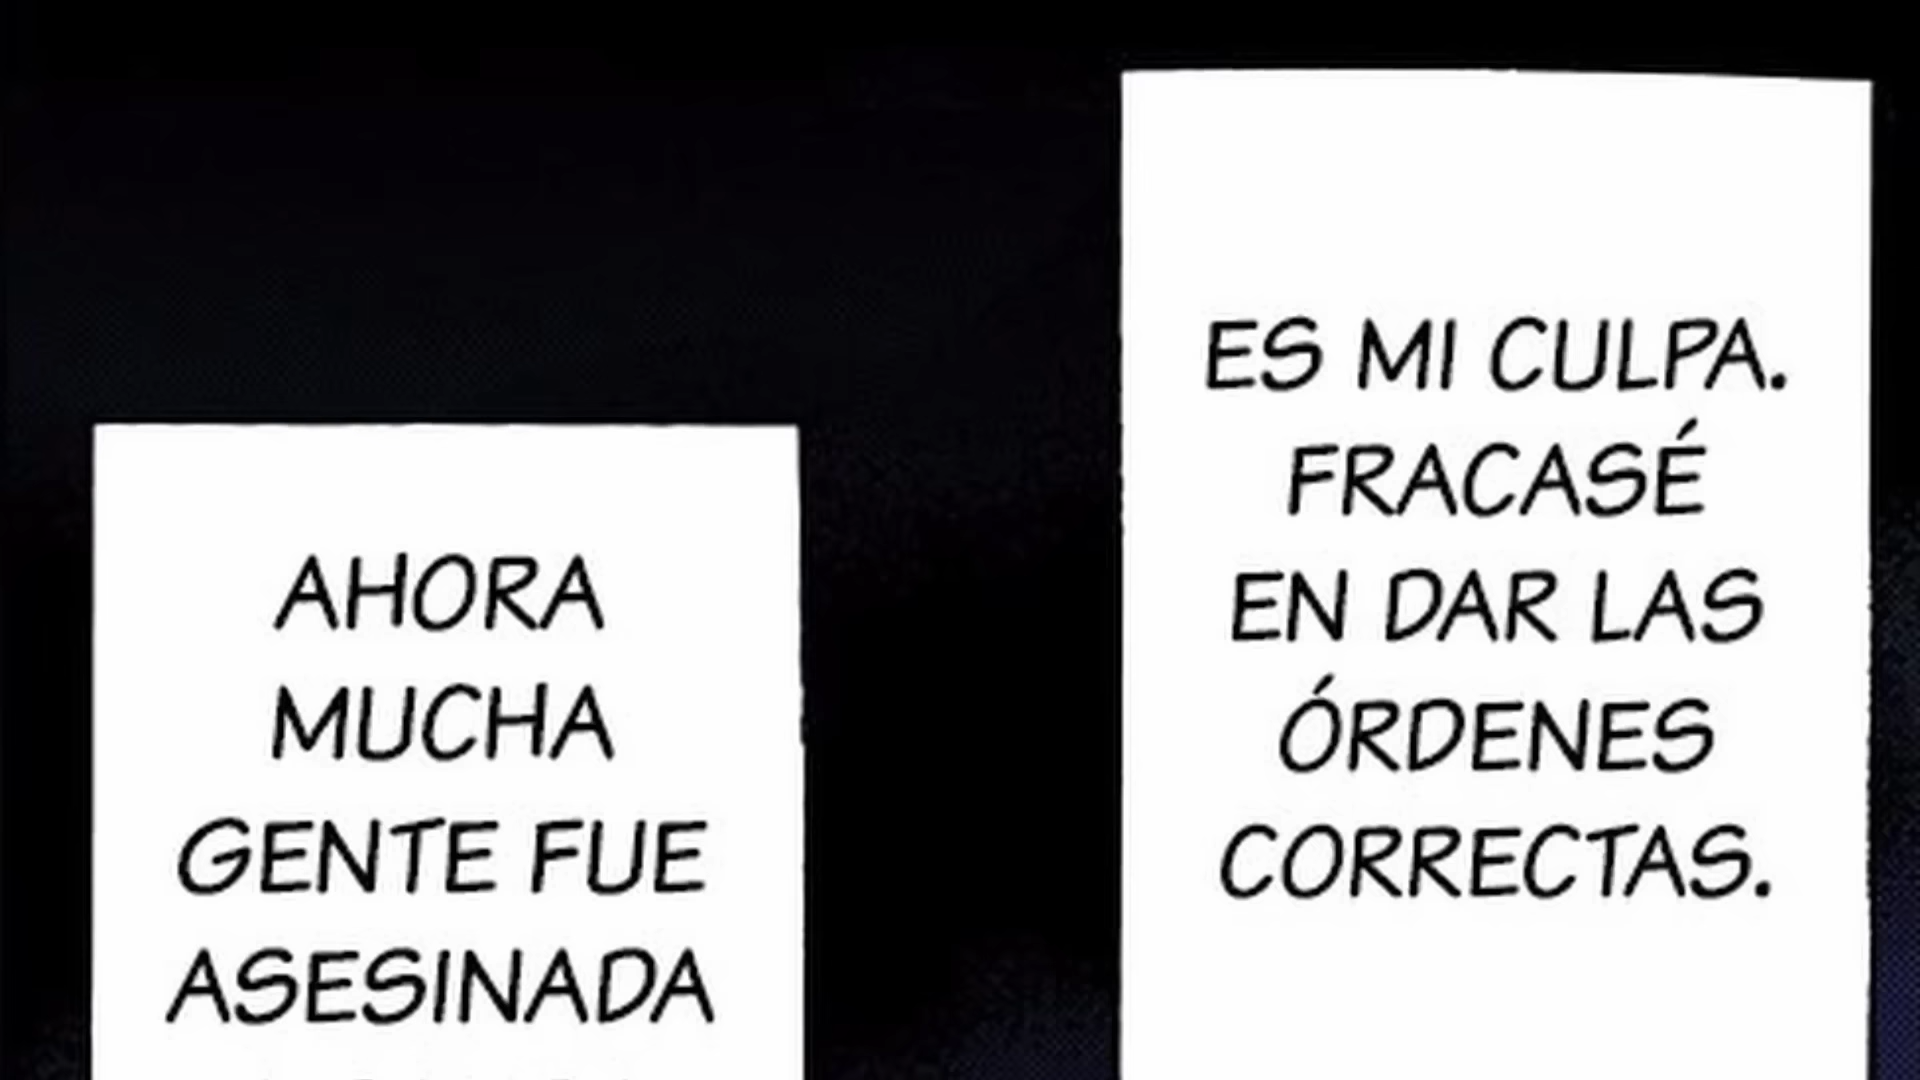 ES MI CULPA.
FRACASÉ
EN DAR LAS
ÓRDENES
CORRECTAS.
AHORA
MUCHA
GENTE FUE
ASESINADA